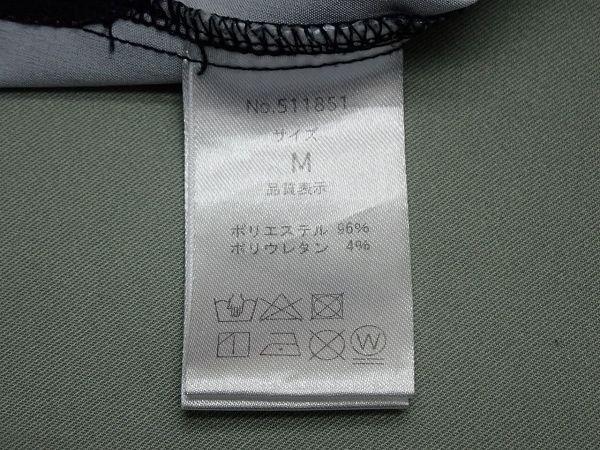 No.511851
サイズ
M
品質表示
ポリエステル 96%
ポリウレタン 4%
W